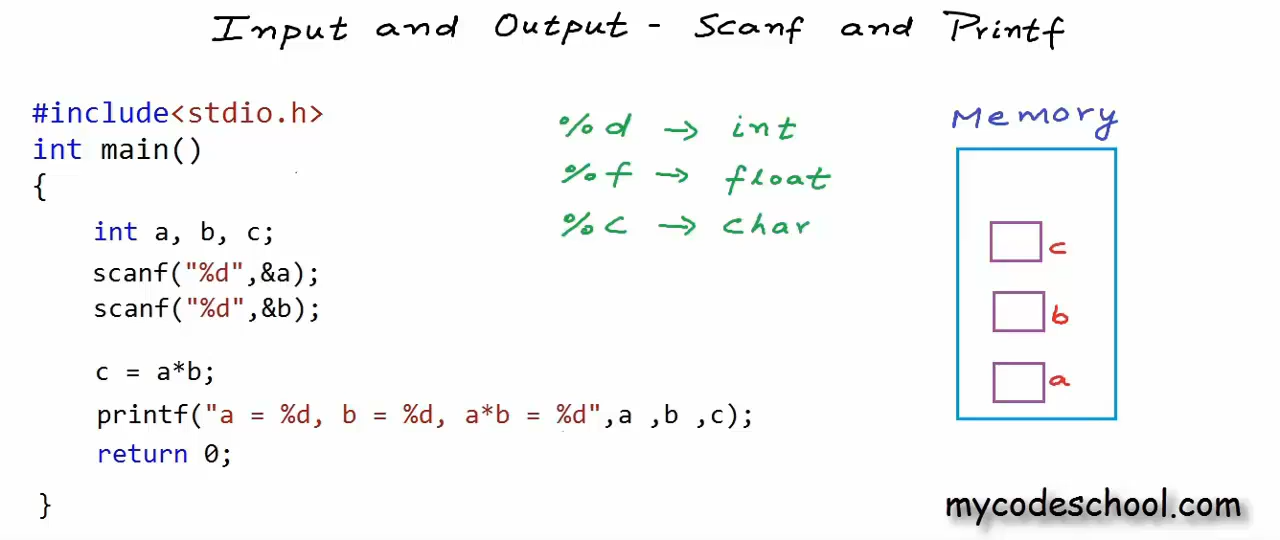 Input and Output - Scanf and Printf
#include<stdio.h>
int main()
{
int a, b, c;
scanf("%d",&a);
scanf("%d",&b);
c = a*b;
printf("a = %d, b = %d, a*b = %d",a ,b ,c);
return 0;
}
%d → int
%f → float
%c → char
Memory
c
b
a
mycodeschool.com